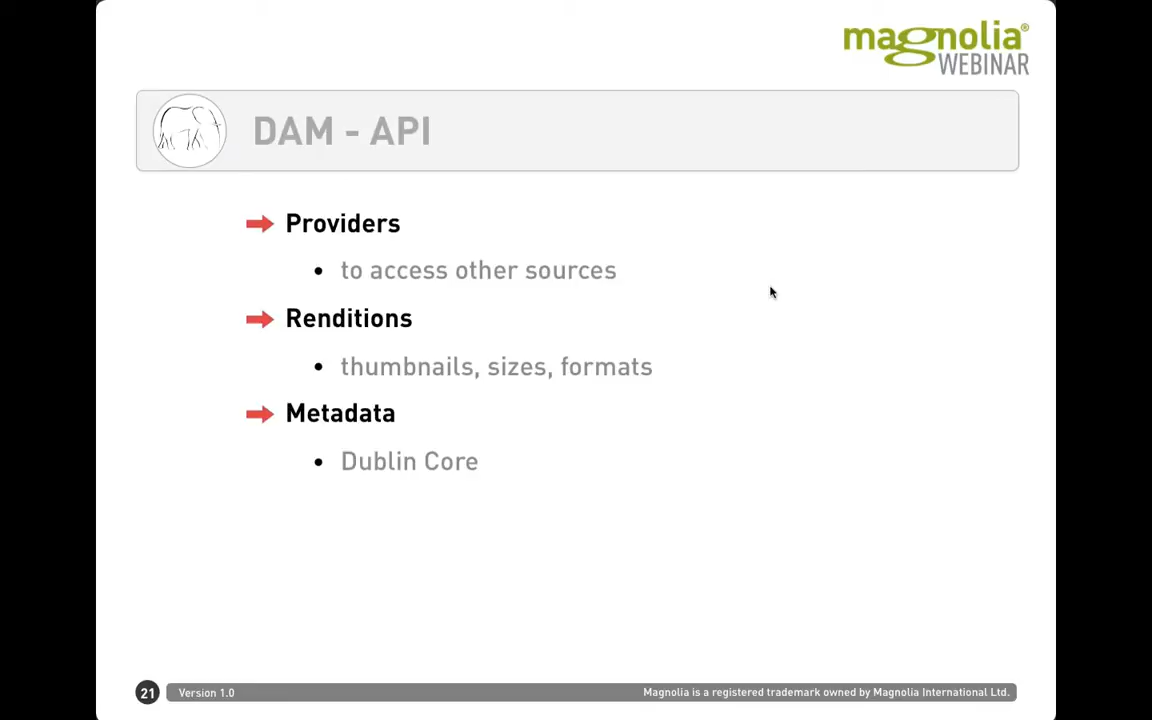 magnolia®
WEBINAR
DAM - API
Providers
• to access other sources
Renditions
• thumbnails, sizes, formats
Metadata
• Dublin Core
21 Version 1.0 Magnolia is a registered trademark owned by Magnolia International Ltd.